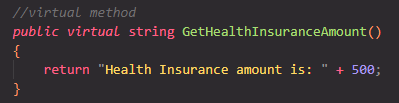 //virtual method
public virtual string GetHealthInsuranceAmount()
{
    return "Health Insurance amount is: " + 500;
}